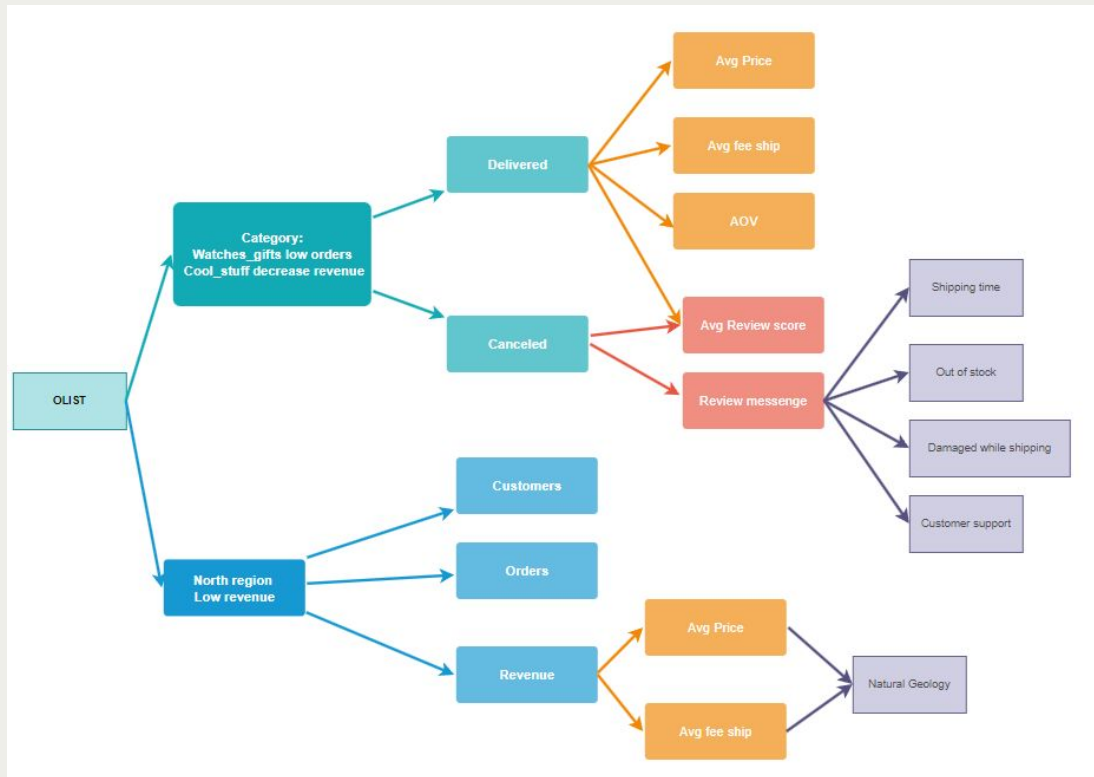 Avg Price
Avg fee ship
Delivered
AOV
Category:
Watches_gifts low orders
Cool_stuff decrease revenue
Shipping time
Avg Review score
Canceled
Out of stock
OLIST
Review messenge
Damaged while shipping
Customers
Customer support
Orders
North region
Low revenue
Avg Price
Revenue
Natural Geology
Avg fee ship